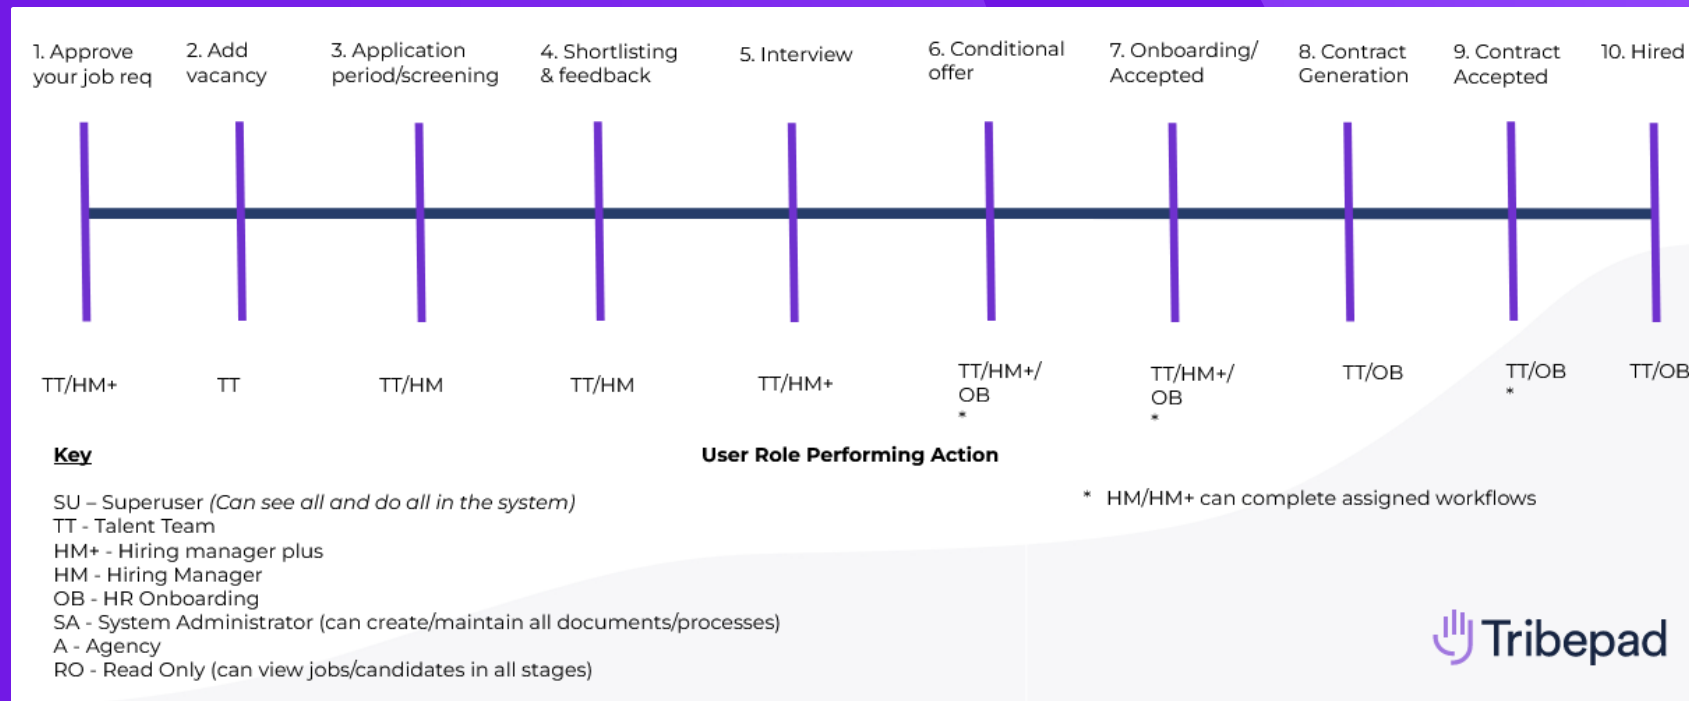 1. Approve
your job req
2. Add
vacancy
3. Application
period/screening
4. Shortlisting
& feedback
5. Interview
6. Conditional
offer
7. Onboarding/
Accepted
8. Contract
Generation
9. Contract
Accepted
10. Hired
TT/HM+
TT
TT/HM
TT/HM
TT/HM+
TT/HM+/
OB
*
TT/HM+/
OB
*
TT/OB
TT/OB
*
TT/OB
Key
User Role Performing Action
SU – Superuser (Can see all and do all in the system)
TT - Talent Team
HM+ - Hiring manager plus
HM - Hiring Manager
OB - HR Onboarding
SA - System Administrator (can create/maintain all documents/processes)
A - Agency
RO - Read Only (can view jobs/candidates in all stages)
* HM/HM+ can complete assigned workflows
Tribepad